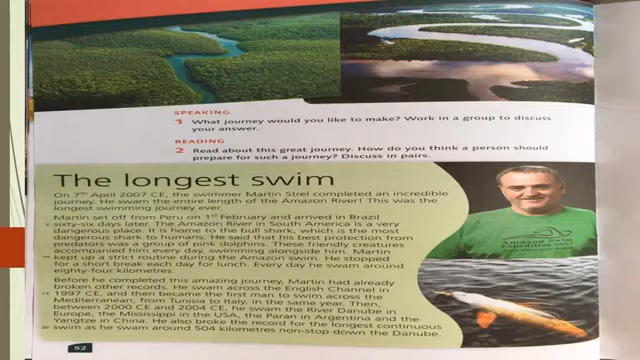 SPEAKING
1 What journey would you like to make? Work in a group to discuss
your answer.
READING
2 Read about this great journey. How do you think a person should
prepare for such a journey? Discuss in pairs.
The longest swim
On 7th April 2007 CE, the swimmer Martin Strel completed an incredible
journey. He swam the entire length of the Amazon River! This was the
longest swimming journey ever.
Martin set off from Peru on 1st February and arrived in Brazil
5 sixty-six days later. The Amazon River in South America is a very
dangerous place. It is home to the bull shark, which is the most
dangerous shark to humans. He said that his best protection from
predators was a group of pink dolphins. These friendly creatures
accompanied him every day, swimming alongside him. Martin
10 kept up a strict routine during the Amazon swim. He stopped
for a short break each day for lunch. Every day he swam around
eighty-four kilometres.
Before he completed this amazing journey, Martin had already
broken other records. He swam across the English Channel in
15 1997 CE, and then became the first man to swim across the
Mediterranean, from Tunisia to Italy, in the same year. Then,
between 2000 CE and 2004 CE, he swam the River Danube in
Europe, the Mississippi in the USA, the Paran in Argentina and the
Yangtze in China. He also broke the record for the longest continuous
20 swim as he swam around 504 kilometres non-stop down the Danube.
Amazon Swim
Expedition 2007
52